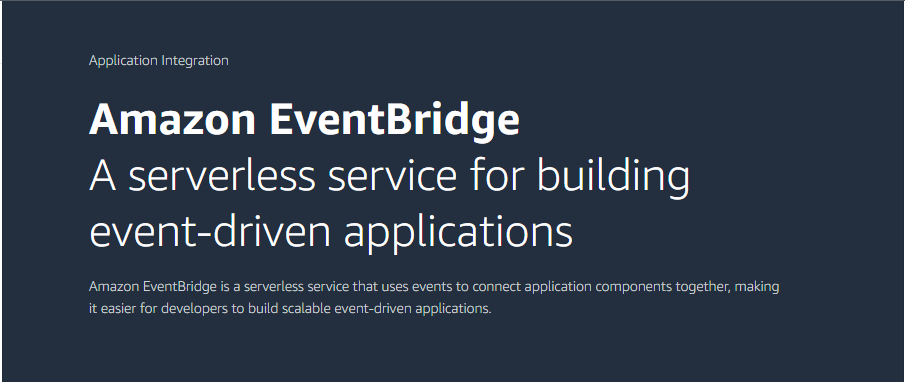 Application Integration
Amazon EventBridge
A serverless service for building
event-driven applications
Amazon EventBridge is a serverless service that uses events to connect application components together, making
it easier for developers to build scalable event-driven applications.